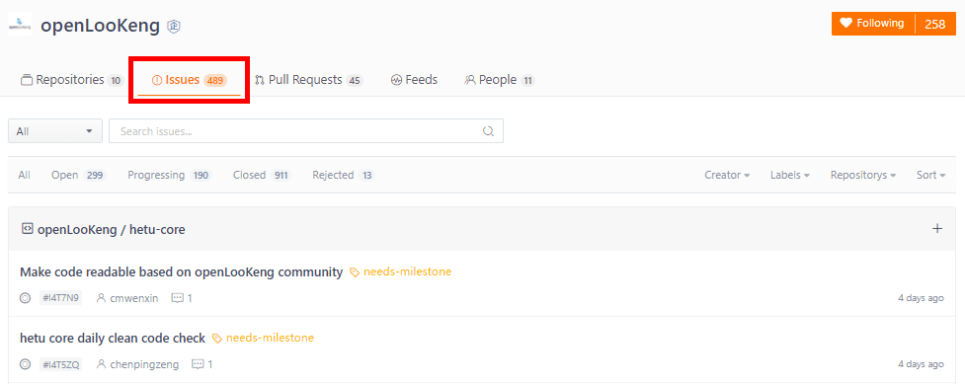 openLooKeng
Following 258
Repositories 10 Issues 489 Pull Requests 45 Feeds People 11
All Search issues...
All Open 299 Progressing 190 Closed 911 Rejected 13 Creator Labels Repositorys Sort
openLooKeng / hetu-core
Make code readable based on openLooKeng community needs-milestone
#I4T7N9 cmwenxin 1 4 days ago
hetu core daily clean code check needs-milestone
#I4T5ZQ chenpingzeng 1 4 days ago